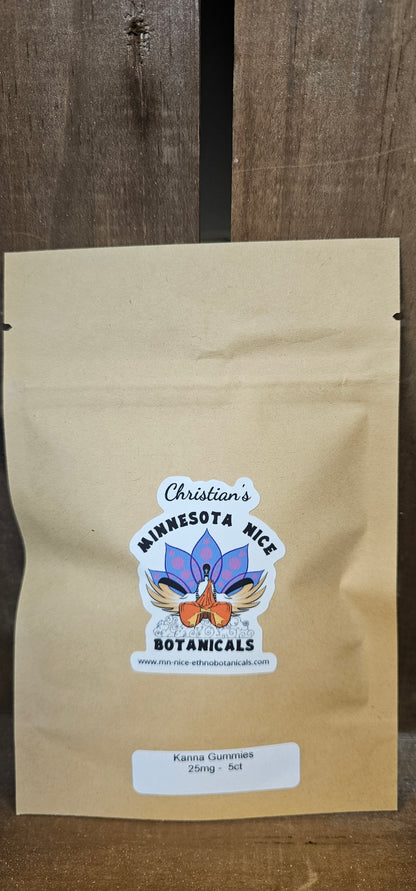 Christian's
MINNESOTA NICE
BOTANICALS
www.mn-nice-ethnobotanicals.com
Kanna Gummies
25mg - 5ct